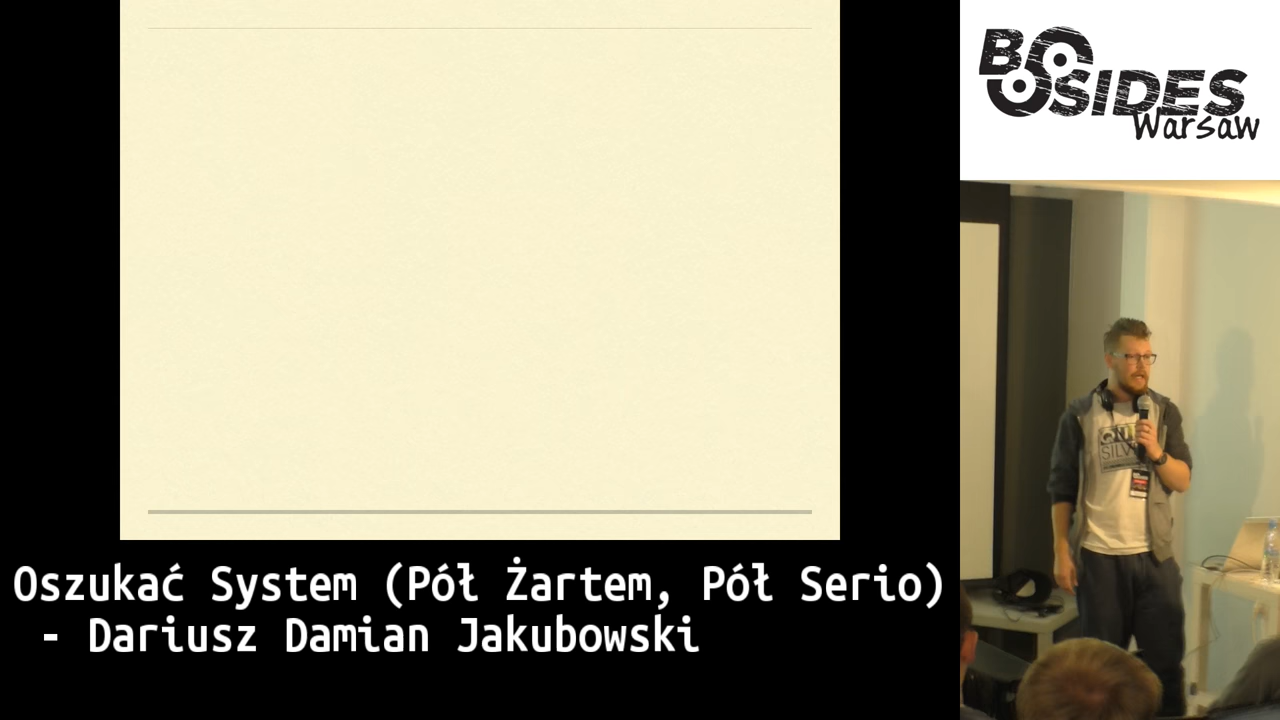 BSIDES
Warsaw
Oszukać System (Pół Żartem, Pół Serio)
- Dariusz Damian Jakubowski